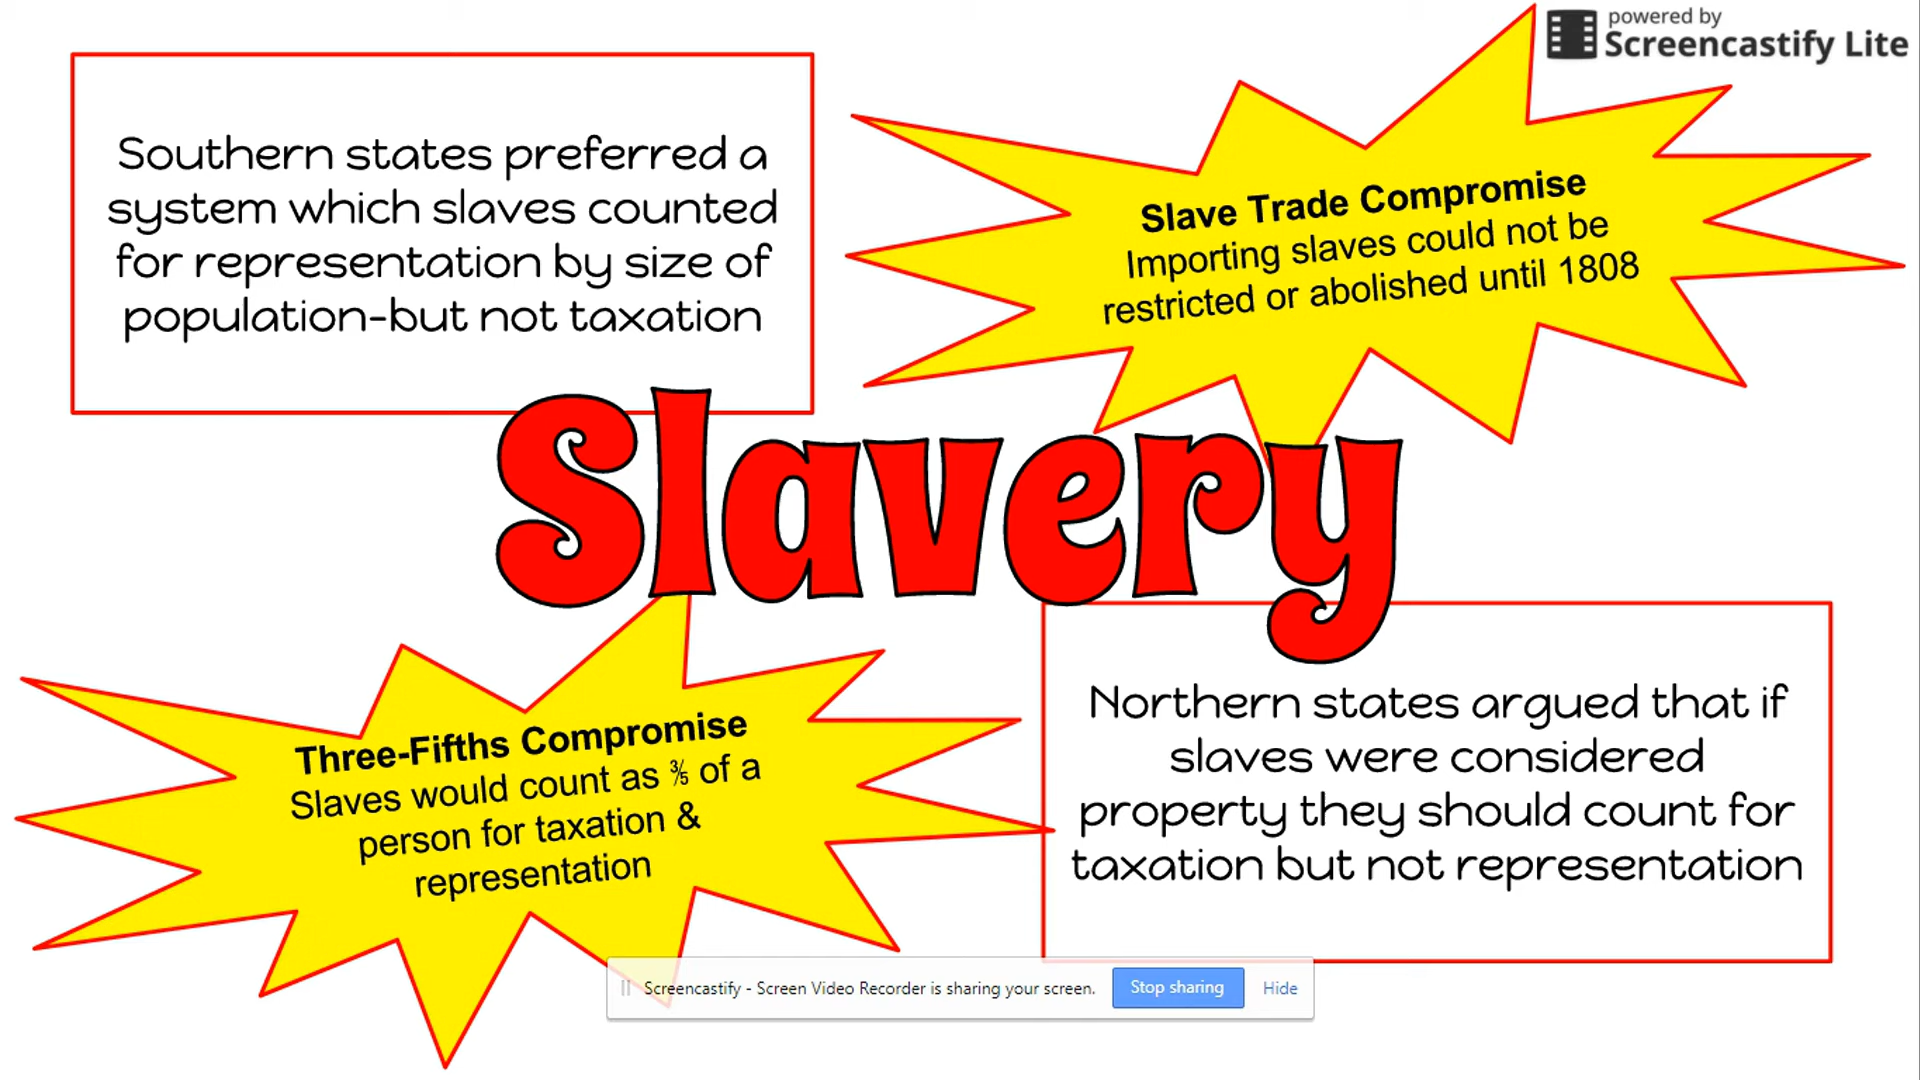 powered by
Screencastify Lite
Southern states preferred a
system which slaves counted
for representation by size of
population-but not taxation
Slave Trade Compromise
Importing slaves could not be
restricted or abolished until 1808
Slavery
Three-Fifths Compromise
Slaves would count as ⅗ of a
person for taxation &
representation
Northern states argued that if
slaves were considered
property they should count for
taxation but not representation
Screencastify - Screen Video Recorder is sharing your screen. Stop sharing Hide